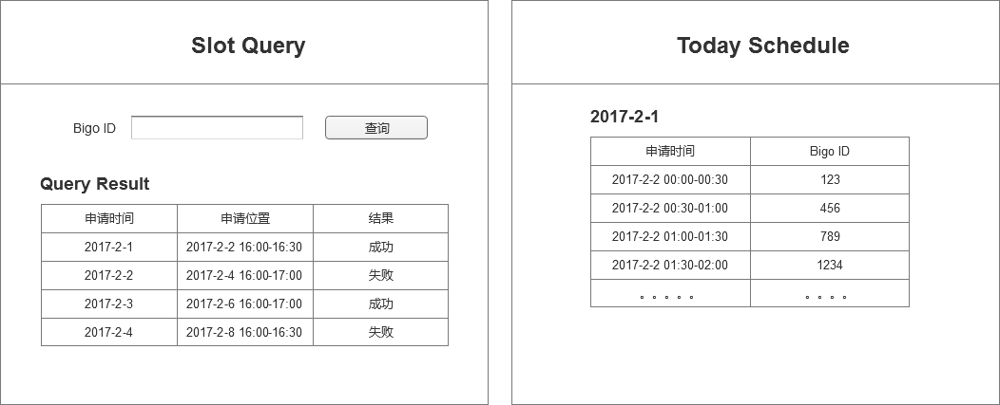 Slot Query
Bigo ID 查询
Query Result
申请时间 申请位置 结果
2017-2-1 2017-2-2 16:00-16:30 成功
2017-2-2 2017-2-4 16:00-17:00 失败
2017-2-3 2017-2-6 16:00-17:00 成功
2017-2-4 2017-2-8 16:00-16:30 失败
Today Schedule
2017-2-1
申请时间 Bigo ID
2017-2-2 00:00-00:30 123
2017-2-2 00:30-01:00 456
2017-2-2 01:00-01:30 789
2017-2-2 01:30-02:00 1234
。。。。。 。。。。